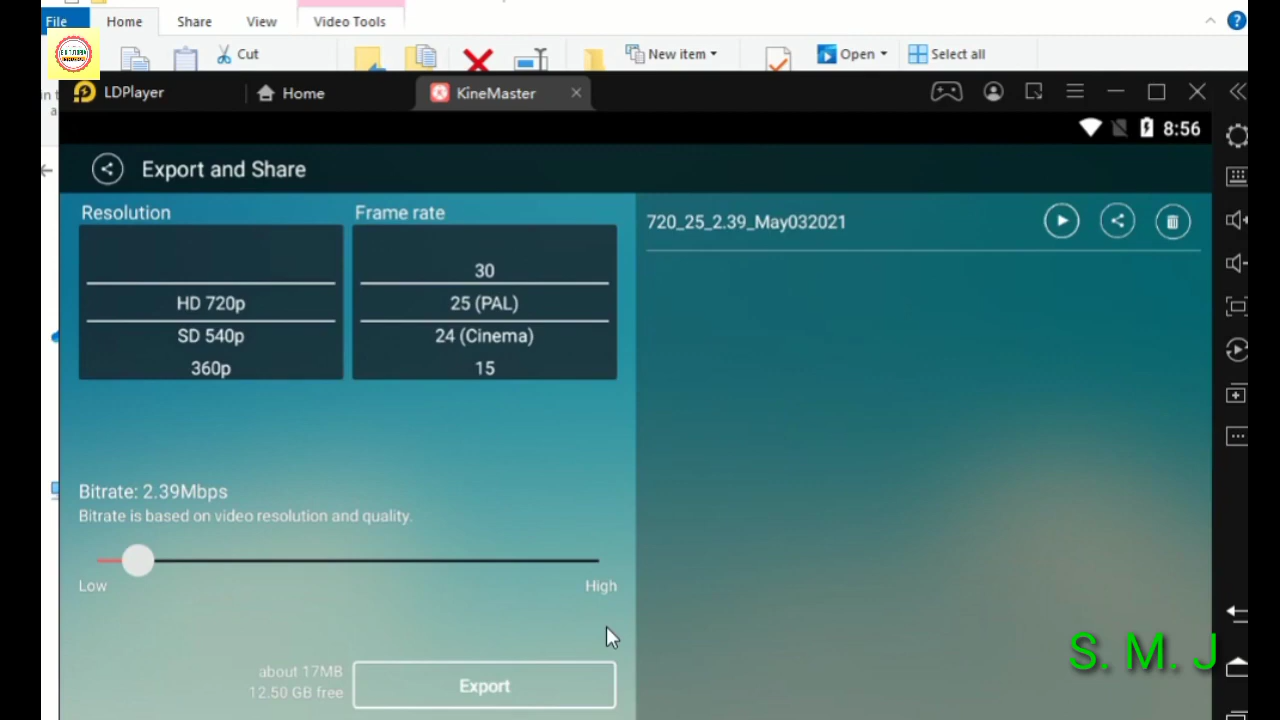 File Home Share View Video Tools
Cut New item Open Select all
LDPlayer Home KineMaster
8:56
Export and Share
Resolution Frame rate
720_25_2.39_May032021
30
HD 720p 25 (PAL)
SD 540p 24 (Cinema)
360p 15
Bitrate: 2.39Mbps
Bitrate is based on video resolution and quality.
Low High
about 17MB
12.50 GB free
Export
S. M. J